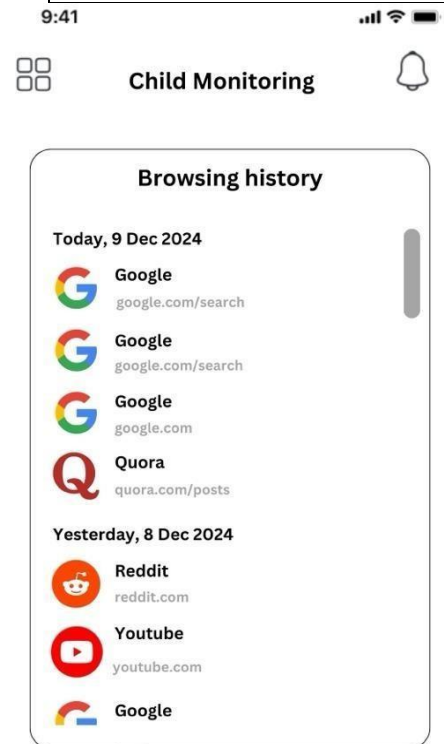 9:41
Child Monitoring
Browsing history
Today, 9 Dec 2024
Google
google.com/search
Google
google.com/search
Google
google.com
Quora
quora.com/posts
Yesterday, 8 Dec 2024
Reddit
reddit.com
Youtube
youtube.com
Google